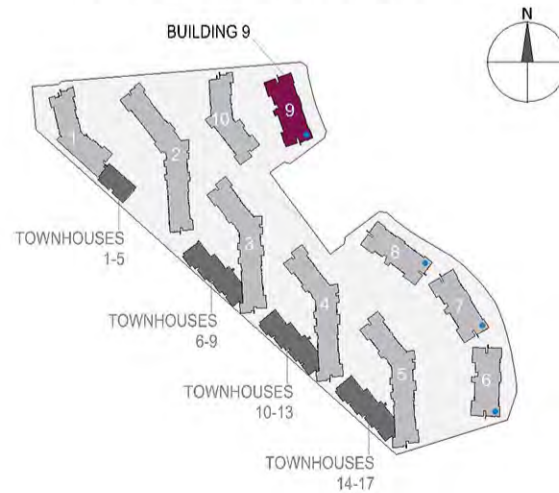 N
BUILDING 9
9
10
1
2
TOWNHOUSES
1-5
3
8
TOWNHOUSES
6-9
4
7
TOWNHOUSES
10-13
5
6
TOWNHOUSES
14-17